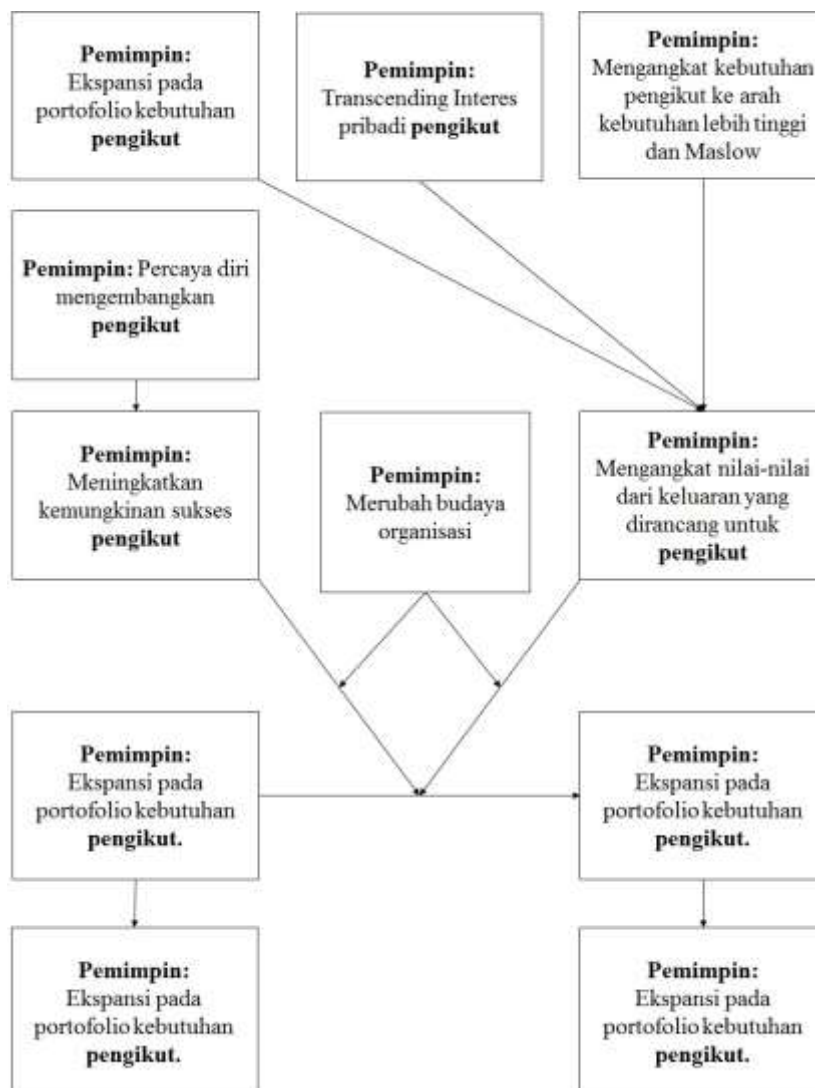 Pemimpin:
Ekspansi pada
portofolio kebutuhan
pengikut
Pemimpin:
Transcending Interes
pribadi pengikut
Pemimpin:
Mengangkat kebutuhan
pengikut ke arah
kebutuhan lebih tinggi
dan Maslow
Pemimpin: Percaya diri
mengembangkan
pengikut
Pemimpin:
Meningkatkan
kemungkinan sukses
pengikut
Pemimpin:
Merubah budaya
organisasi
Pemimpin:
Mengangkat nilai-nilai
dari keluaran yang
dirancang untuk
pengikut
Pemimpin:
Ekspansi pada
portofolio kebutuhan
pengikut.
Pemimpin:
Ekspansi pada
portofolio kebutuhan
pengikut.
Pemimpin:
Ekspansi pada
portofolio kebutuhan
pengikut.
Pemimpin:
Ekspansi pada
portofolio kebutuhan
pengikut.